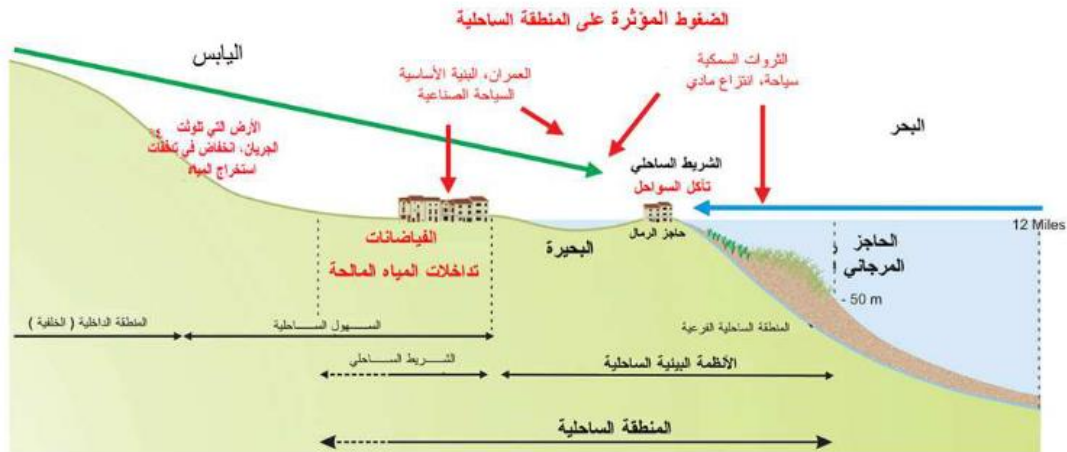 الضغوط المؤثرة على المنطقة الساحلية
اليابس
الثروات السمكية
سياحة، انتزاع مادي
العمران، البنية الأساسية
السياحة الصناعية
البحر
الأرض التي تلوثت
الجريان، انخفاض في تدفقات
استخراج المياه
الشريط الساحلي
تآكل السواحل
12 Miles
حاجز الرمال
الفياضانات
البحيرة
الحاجز
المرجاني
تداخلات المياه المالحة
- 50 m
المنطقة الداخلية ( الخلفية )
السهول الساحلية
المنطقة الساحلية الفرعية
الشريط الساحلي
الأنظمة البيئية الساحلية
المنطقة الساحلية